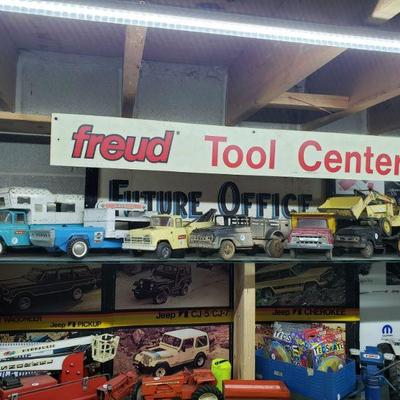 freud Tool Center
FUTURE OFFICE
Jeep CJ-5/CJ-7
Jeep CHEROKEE
Jeep PICKUP